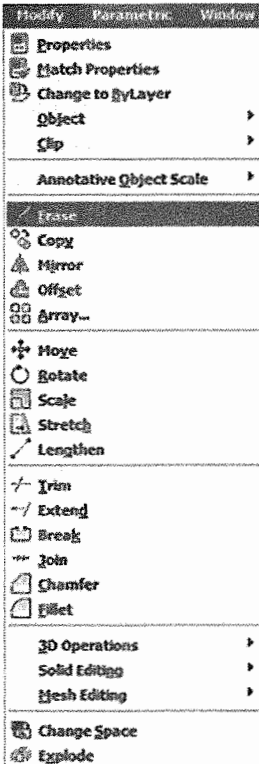 Modify Parametric Window
Properties
Match Properties
Change to ByLayer
Object
Clip
Annotative Object Scale
Erase
Copy
Mirror
Offset
Array...
Move
Rotate
Scale
Stretch
Lengthen
Trim
Extend
Break
Join
Chamfer
Fillet
3D Operations
Solid Editing
Mesh Editing
Change Space
Explode